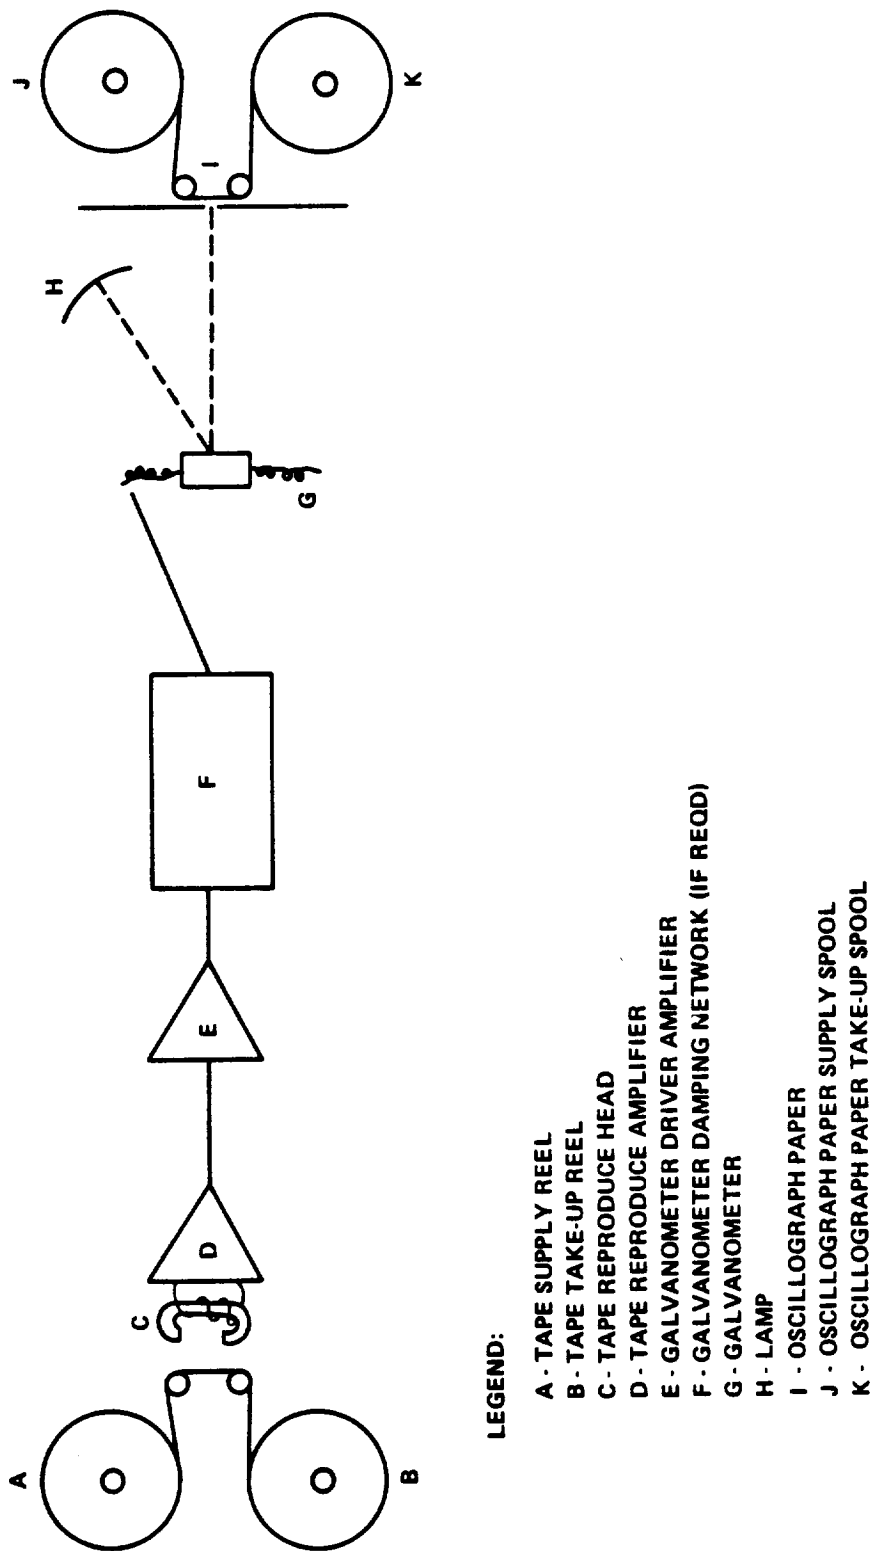 A
B
C
D
E
F
G
H
I
J
K
LEGEND:
A - TAPE SUPPLY REEL
B - TAPE TAKE-UP REEL
C - TAPE REPRODUCE HEAD
D - TAPE REPRODUCE AMPLIFIER
E - GALVANOMETER DRIVER AMPLIFIER
F - GALVANOMETER DAMPING NETWORK (IF REQD)
G - GALVANOMETER
H - LAMP
I - OSCILLOGRAPH PAPER
J - OSCILLOGRAPH PAPER SUPPLY SPOOL
K - OSCILLOGRAPH PAPER TAKE-UP SPOOL